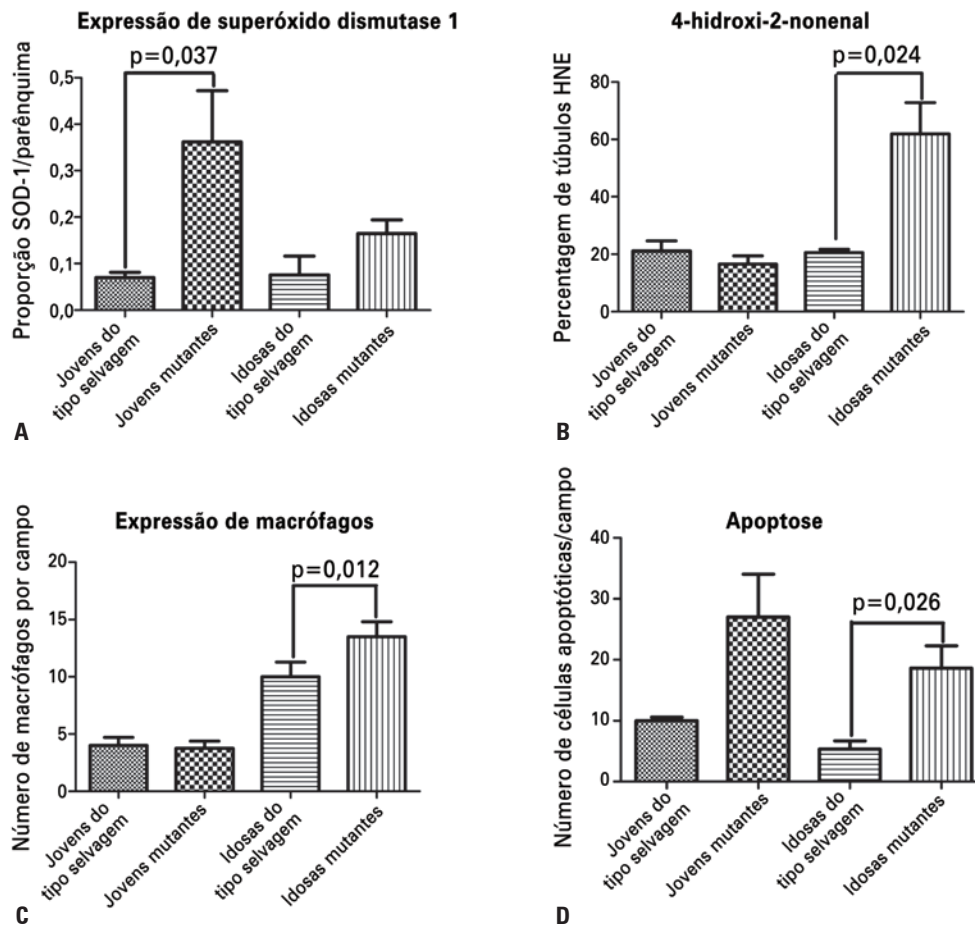 Expressão de superóxido dismutase 1
p=0,037
Proporção SOD-1/parênquima
0,5
0,4
0,3
0,2
0,1
0,0
Jovens do
tipo selvagem
Jovens mutantes
Idosas do
tipo selvagem
Idosas mutantes
A
4-hidroxi-2-nonenal
p=0,024
Percentagem de túbulos HNE
80
60
40
20
0
Jovens do
tipo selvagem
Jovens mutantes
Idosas do
tipo selvagem
Idosas mutantes
B
Expressão de macrófagos
p=0,012
Número de macrófagos por campo
20
15
10
5
0
Jovens do
tipo selvagem
Jovens mutantes
Idosas do
tipo selvagem
Idosas mutantes
C
Apoptose
p=0,026
Número de células apoptóticas/campo
40
30
20
10
0
Jovens do
tipo selvagem
Jovens mutantes
Idosas do
tipo selvagem
Idosas mutantes
D